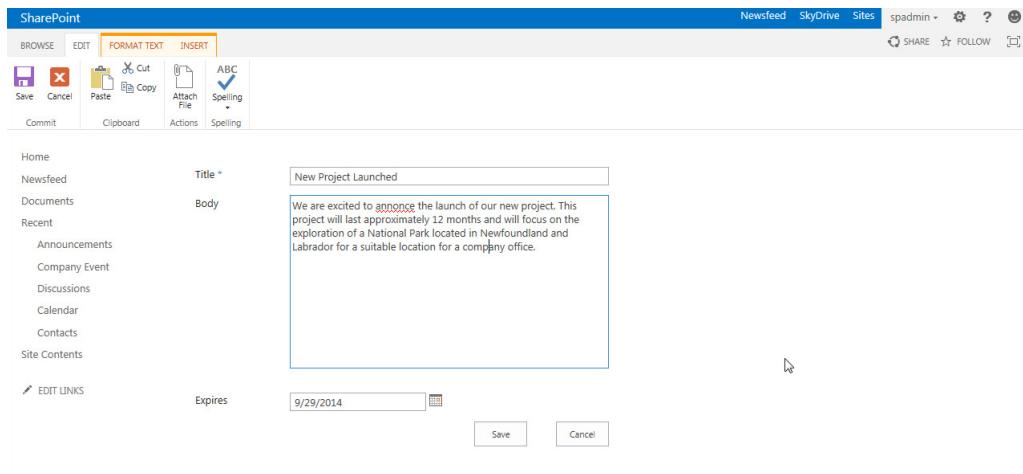 SharePoint Newsfeed SkyDrive Sites spadmin ?
BROWSE EDIT FORMAT TEXT INSERT SHARE FOLLOW
Save Cancel Paste Cut Copy Attach File ABC Spelling
Commit Clipboard Actions Spelling
Home
Newsfeed
Documents
Recent
Announcements
Company Event
Discussions
Calendar
Contacts
Site Contents
EDIT LINKS
Title * New Project Launched
Body
We are excited to annonce the launch of our new project. This
project will last approximately 12 months and will focus on the
exploration of a National Park located in Newfoundland and
Labrador for a suitable location for a company office.
Expires 9/29/2014
Save Cancel